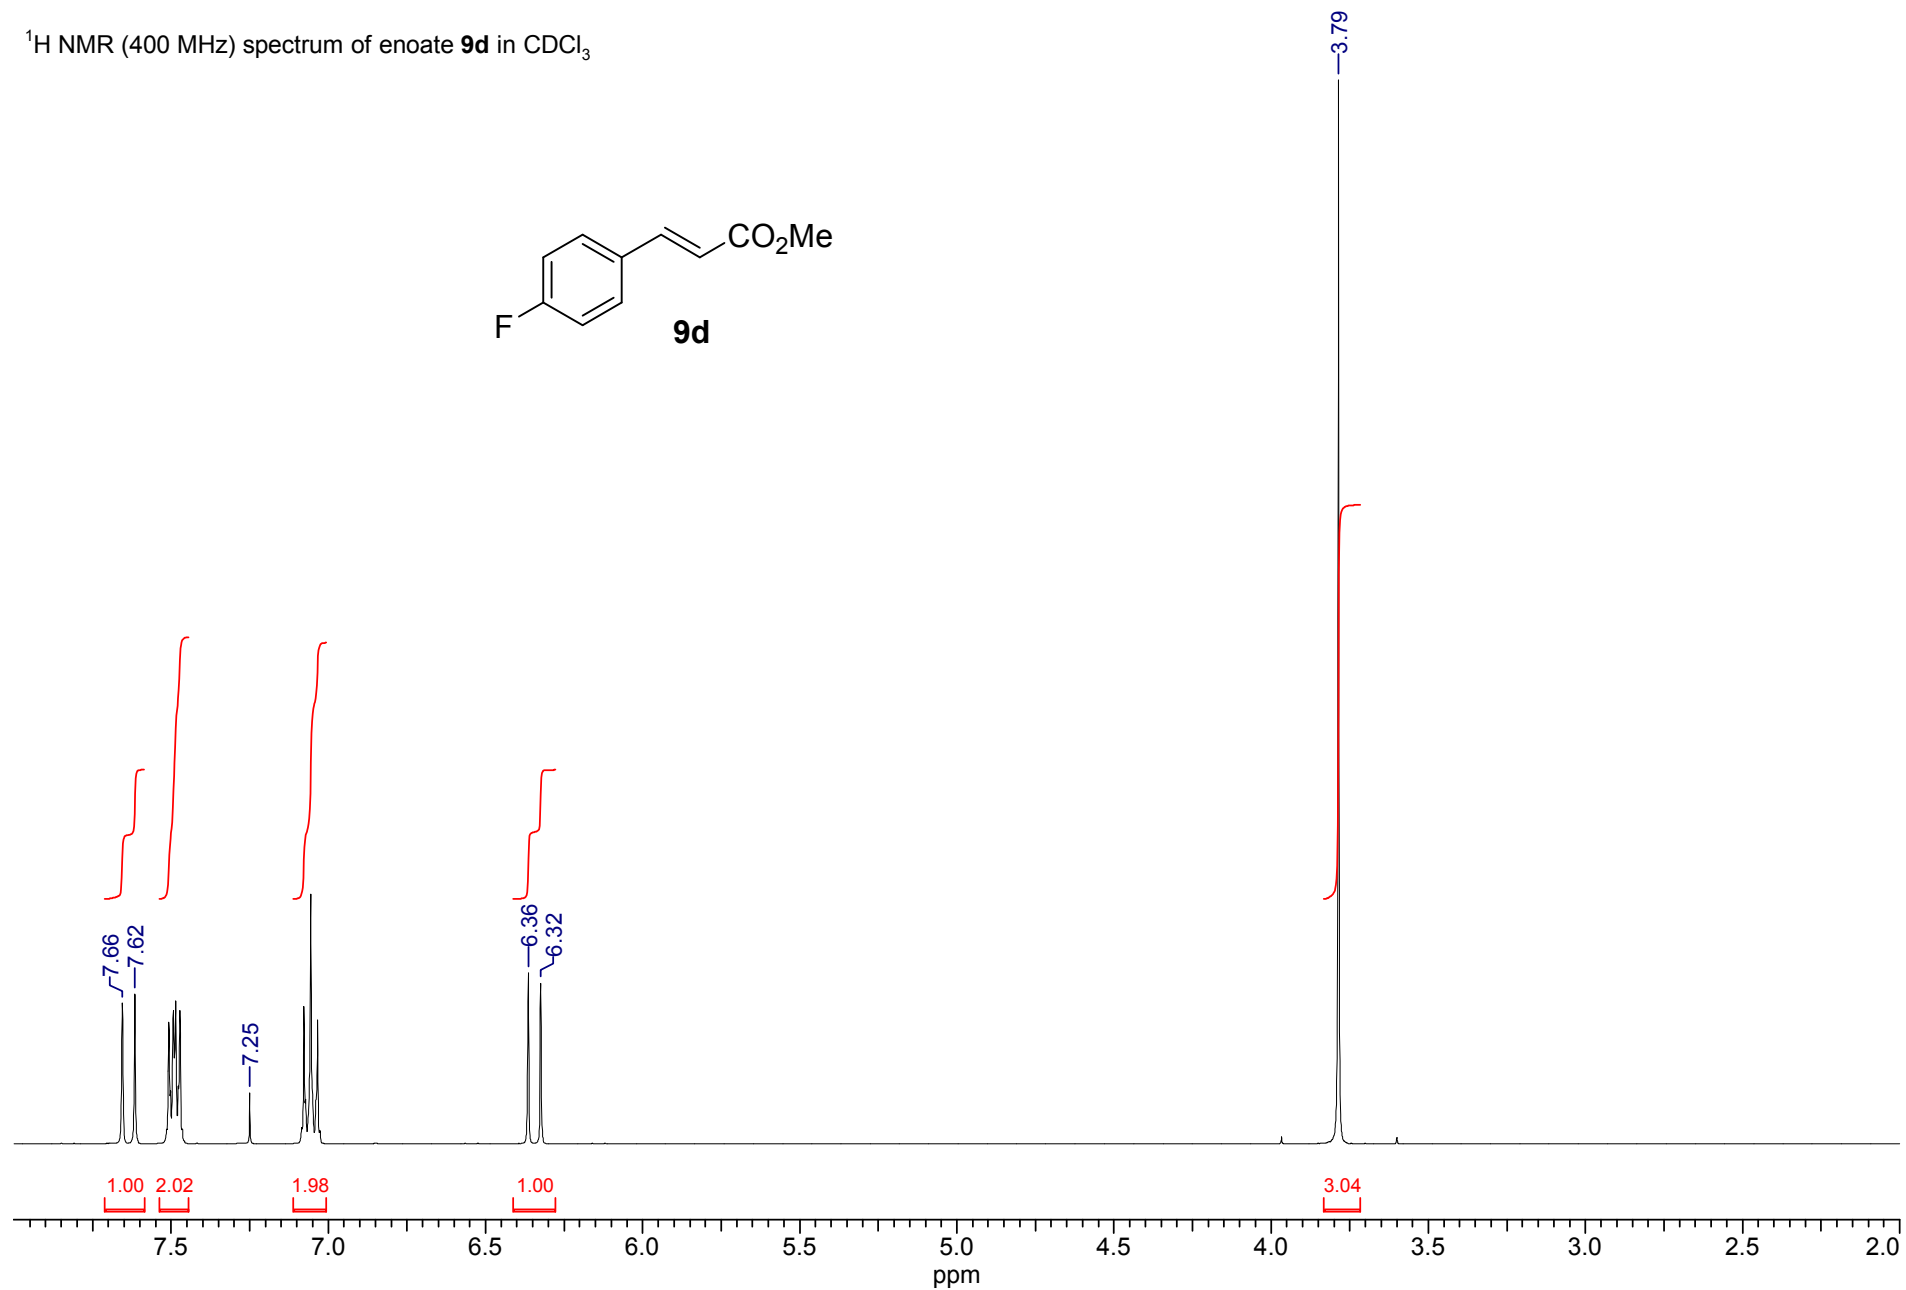 ¹H NMR (400 MHz) spectrum of enoate 9d in CDCl₃
3.79
CO₂Me
F
9d
7.66
7.62
7.25
6.36
6.32
1.00 2.02 1.98 1.00 3.04
7.5 7.0 6.5 6.0 5.5 5.0 4.5 4.0 3.5 3.0 2.5 2.0
ppm